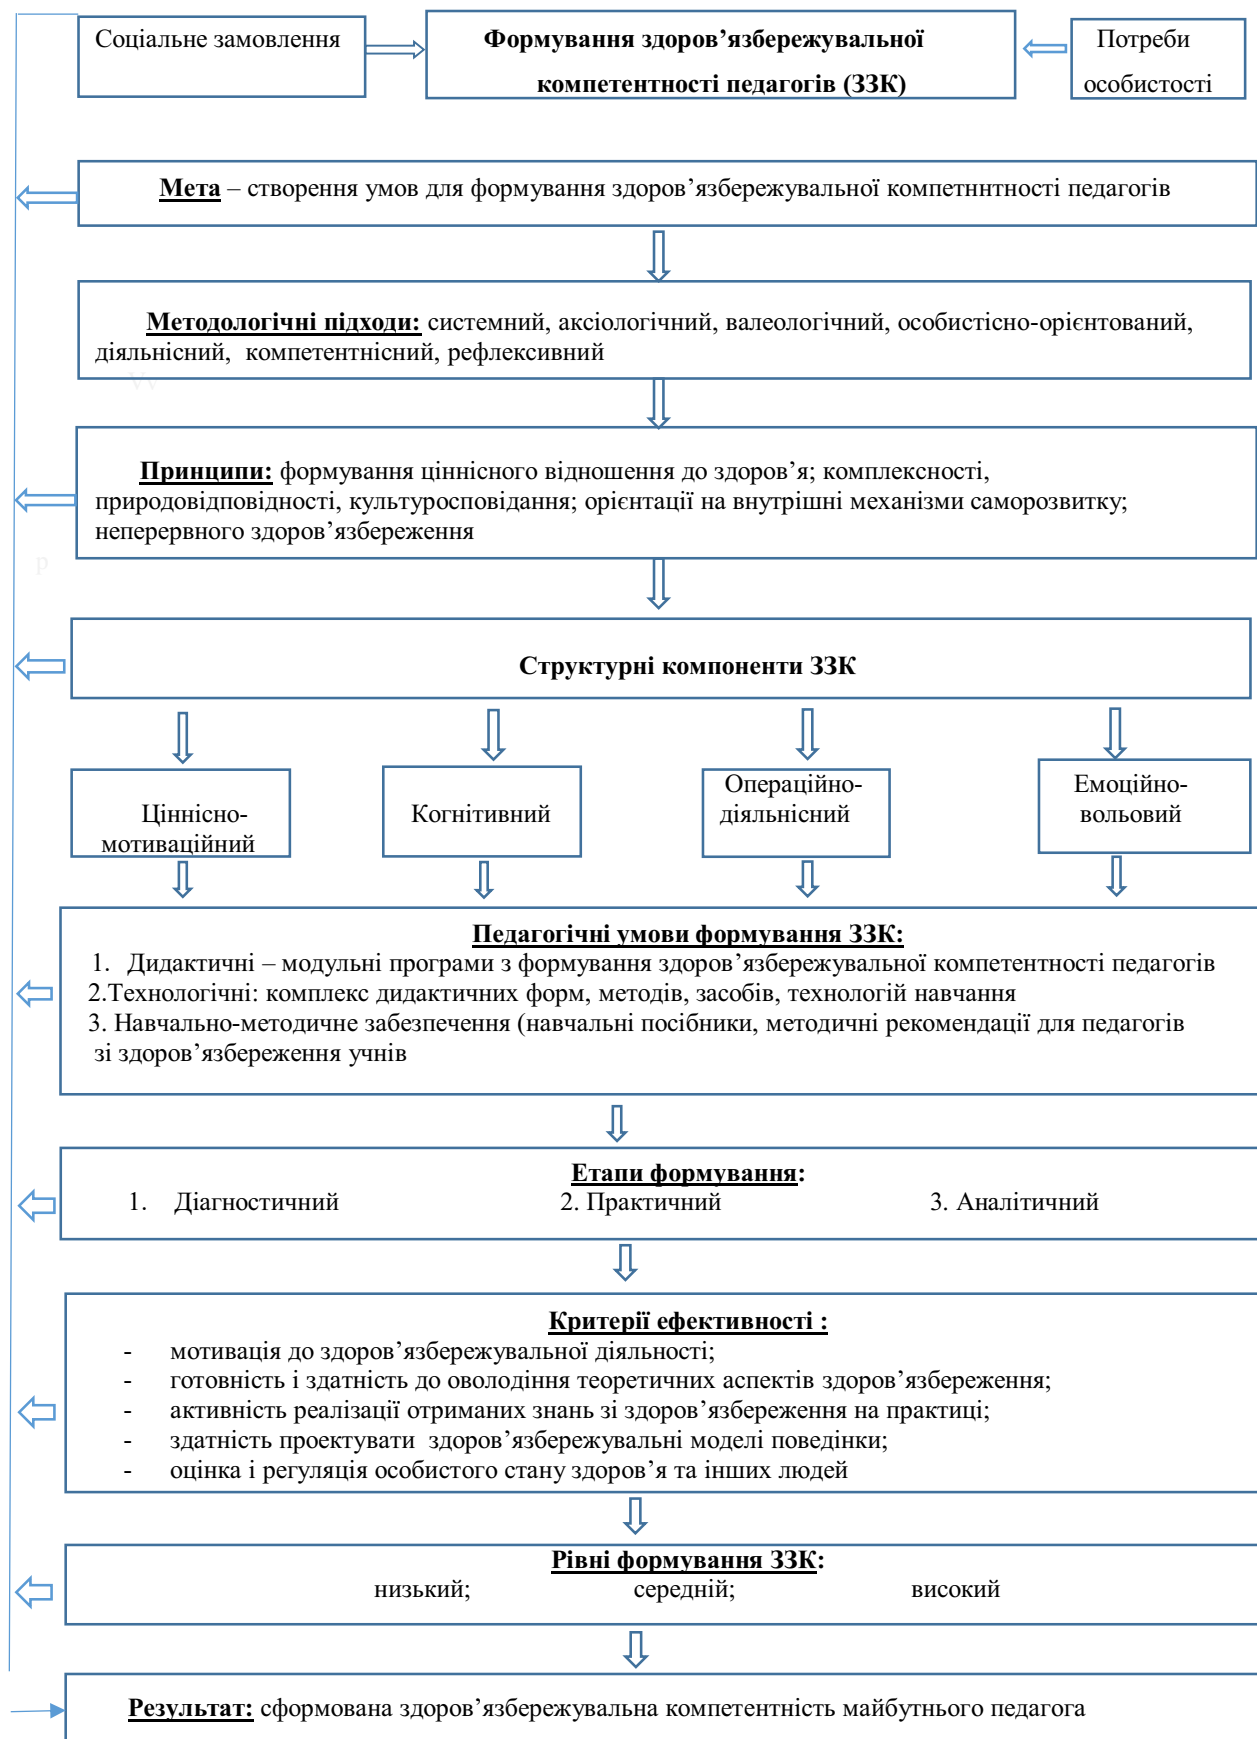 Соціальне замовлення
Формування здоров’язбережувальної
компетентності педагогів (ЗЗК)
Потреби
особистості
Мета – створення умов для формування здоров’язбережувальної компетннтності педагогів
Методологічні підходи: системний, аксіологічний, валеологічний, особистісно-орієнтований,
діяльнісний, компетентнісний, рефлексивний
Vv
Принципи: формування ціннісного відношення до здоров’я; комплексності,
природовідповідності, культуросповідання; орієнтації на внутрішні механізми саморозвитку;
неперервного здоров’язбереження
р
Структурні компоненти ЗЗК
Ціннісно-
мотиваційний
Когнітивний
Операційно-
діяльнісний
Емоційно-
вольовий
Педагогічні умови формування ЗЗК:
1. Дидактичні – модульні програми з формування здоров’язбережувальної компетентності педагогів
2.Технологічні: комплекс дидактичних форм, методів, засобів, технологій навчання
3. Навчально-методичне забезпечення (навчальні посібники, методичні рекомендації для педагогів
зі здоров’язбереження учнів
Етапи формування:
1. Діагностичний 2. Практичний 3. Аналітичний
Критерії ефективності :
- мотивація до здоров’язбережувальної діяльності;
- готовність і здатність до оволодіння теоретичних аспектів здоров’язбереження;
- активність реалізації отриманих знань зі здоров’язбереження на практиці;
- здатність проектувати здоров’язбережувальні моделі поведінки;
- оцінка і регуляція особистого стану здоров’я та інших людей
Рівні формування ЗЗК:
низький; середній; високий
Результат: сформована здоров’язбережувальна компетентність майбутнього педагога